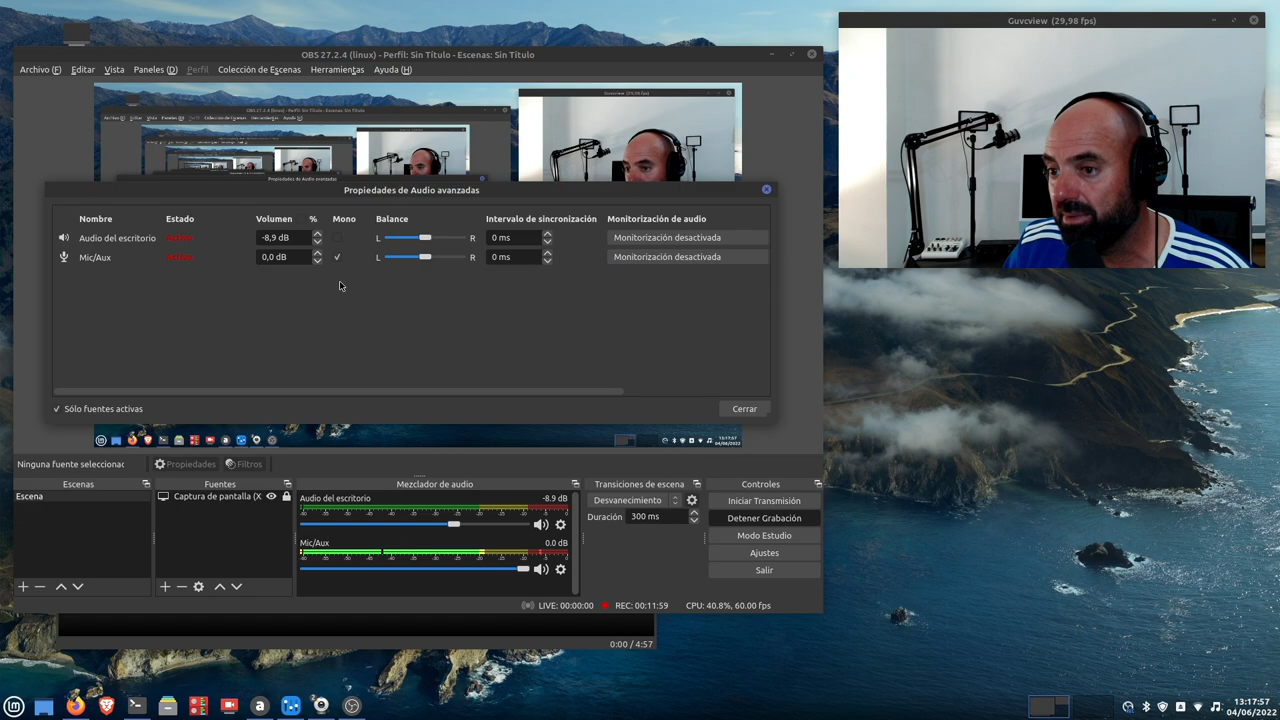 Guvcview (29,98 fps)
OBS 27.2.4 (linux) - Perfil: Sin Título - Escenas: Sin Título
Archivo (F) Editar Vista Paneles (D) Perfil Colección de Escenas Herramientas Ayuda (H)
Propiedades de Audio avanzadas
Nombre Estado Volumen % Mono Balance Intervalo de sincronización Monitorización de audio
Audio del escritorio -8,9 dB L R 0 ms Monitorización desactivada
Mic/Aux 0,0 dB L R 0 ms Monitorización desactivada
Sólo fuentes activas Cerrar
Ninguna fuente seleccionac Propiedades Filtros
Escenas Fuentes Mezclador de audio Transiciones de escena Controles
Escena
Captura de pantalla (X
Audio del escritorio -8.9 dB
Mic/Aux 0.0 dB
Desvanecimiento
Duración 300 ms
Iniciar Transmisión
Detener Grabación
Modo Estudio
Ajustes
Salir
LIVE: 00:00:00 REC: 00:11:59 CPU: 40.8%, 60.00 fps
0:00 / 4:57
13:17:57
04/06/2022